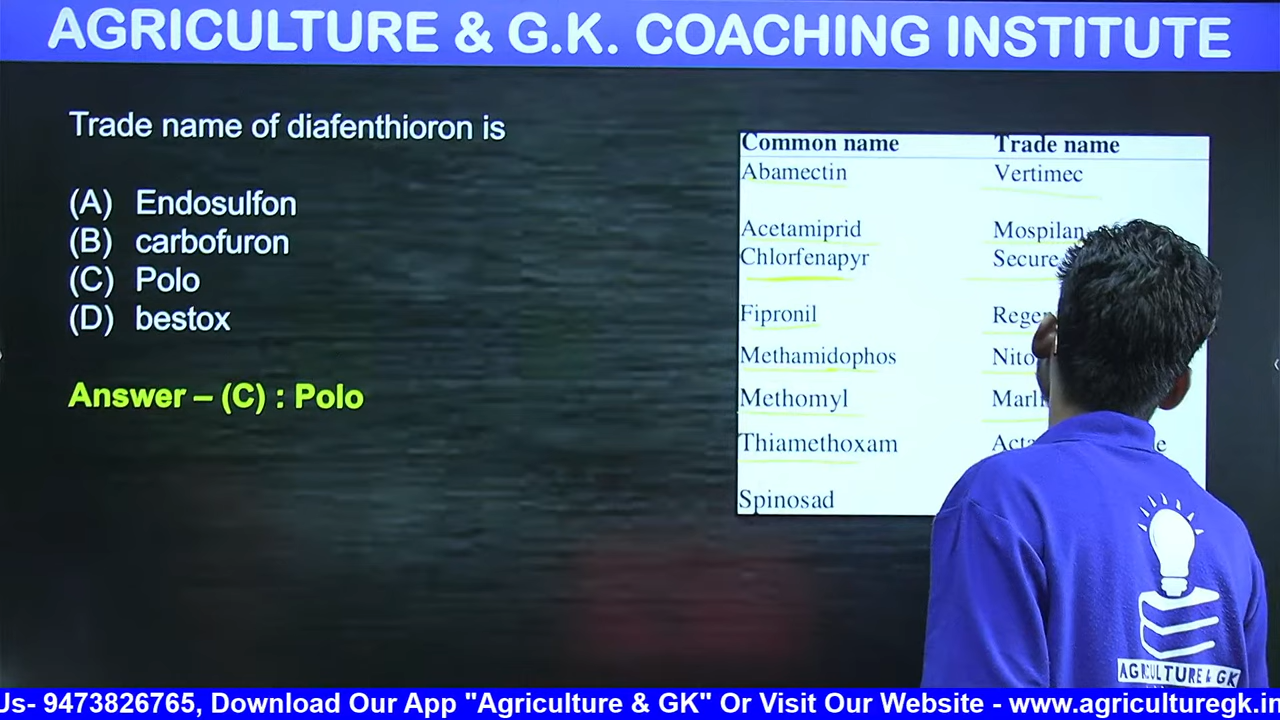 AGRICULTURE & G.K. COACHING INSTITUTE
Trade name of diafenthioron is
(A) Endosulfon
(B) carbofuron
(C) Polo
(D) bestox
Answer – (C) : Polo
Common name Trade name
Abamectin Vertimec
Acetamiprid Mospilan
Chlorfenapyr Secure
Fipronil
Methamidophos
Methomyl
Thiamethoxam
Spinosad
AGRICULTURE & GK
Us- 9473826765, Download Our App "Agriculture & GK" Or Visit Our Website - www.agriculturegk.in